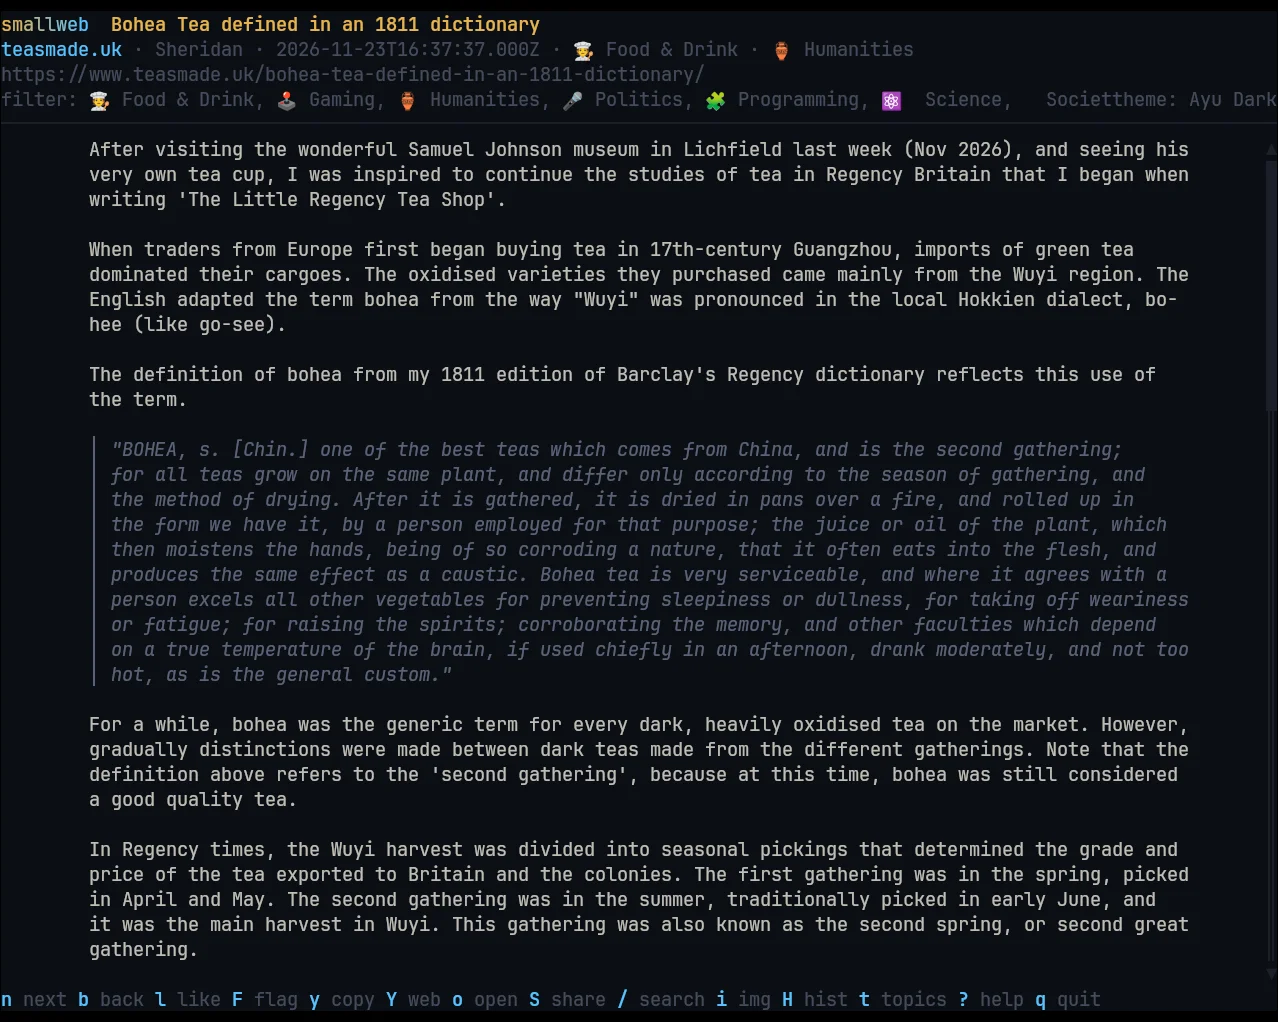 smallweb  Bohea Tea defined in an 1811 dictionary
teasmade.uk · Sheridan · 2026-11-23T16:37:37.000Z · Food & Drink · Humanities
https://www.teasmade.uk/bohea-tea-defined-in-an-1811-dictionary/
filter: Food & Drink, Gaming, Humanities, Politics, Programming, Science, Societtheme: Ayu Dark
After visiting the wonderful Samuel Johnson museum in Lichfield last week (Nov 2026), and seeing his
very own tea cup, I was inspired to continue the studies of tea in Regency Britain that I began when
writing 'The Little Regency Tea Shop'.
When traders from Europe first began buying tea in 17th-century Guangzhou, imports of green tea
dominated their cargoes. The oxidised varieties they purchased came mainly from the Wuyi region. The
English adapted the term bohea from the way "Wuyi" was pronounced in the local Hokkien dialect, bo-
hee (like go-see).
The definition of bohea from my 1811 edition of Barclay's Regency dictionary reflects this use of
the term.
"BOHEA, s. [Chin.] one of the best teas which comes from China, and is the second gathering;
for all teas grow on the same plant, and differ only according to the season of gathering, and
the method of drying. After it is gathered, it is dried in pans over a fire, and rolled up in
the form we have it, by a person employed for that purpose; the juice or oil of the plant, which
then moistens the hands, being of so corroding a nature, that it often eats into the flesh, and
produces the same effect as a caustic. Bohea tea is very serviceable, and where it agrees with a
person excels all other vegetables for preventing sleepiness or dullness, for taking off weariness
or fatigue; for raising the spirits; corroborating the memory, and other faculties which depend
on a true temperature of the brain, if used chiefly in an afternoon, drank moderately, and not too
hot, as is the general custom."
For a while, bohea was the generic term for every dark, heavily oxidised tea on the market. However,
gradually distinctions were made between dark teas made from the different gatherings. Note that the
definition above refers to the 'second gathering', because at this time, bohea was still considered
a good quality tea.
In Regency times, the Wuyi harvest was divided into seasonal pickings that determined the grade and
price of the tea exported to Britain and the colonies. The first gathering was in the spring, picked
in April and May. The second gathering was in the summer, traditionally picked in early June, and
it was the main harvest in Wuyi. This gathering was also known as the second spring, or second great
gathering.
n next b back l like F flag y copy Y web o open S share / search i img H hist t topics ? help q quit